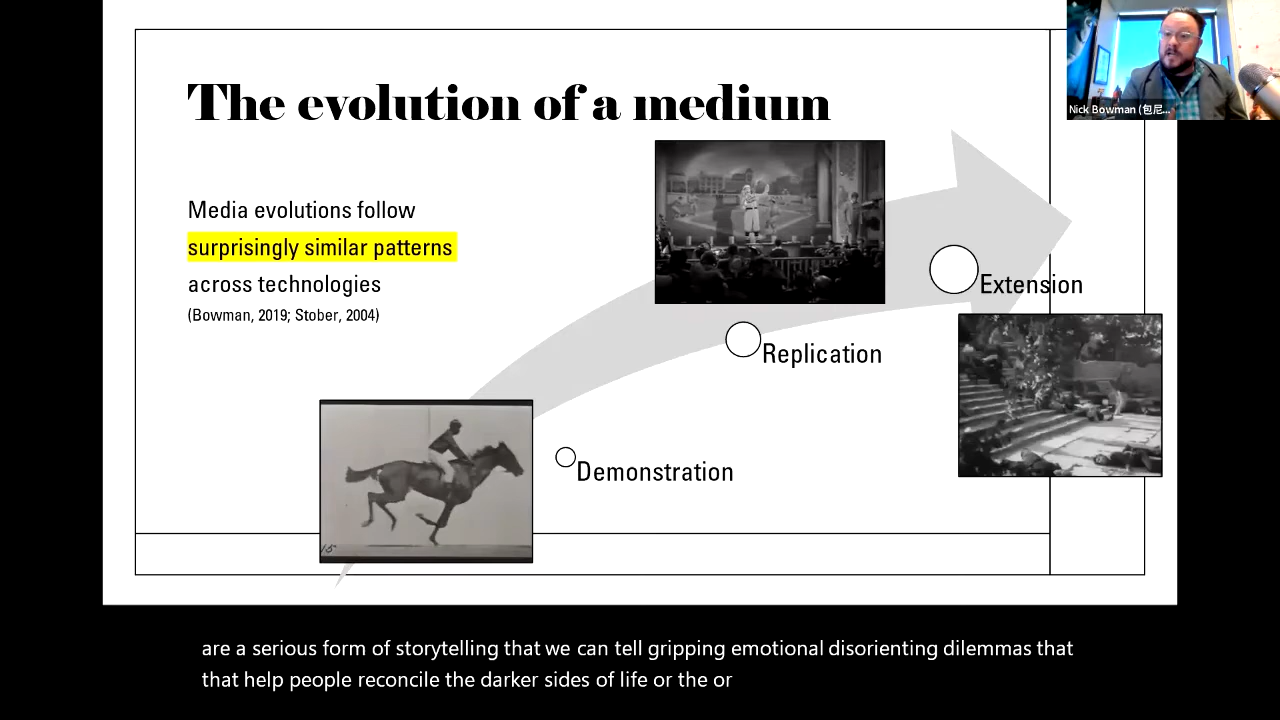 The evolution of a medium
Nick Bowman (包尼...
Media evolutions follow
surprisingly similar patterns
across technologies
(Bowman, 2019; Stober, 2004)
Extension
Replication
Demonstration
are a serious form of storytelling that we can tell gripping emotional disorienting dilemmas that
that help people reconcile the darker sides of life or the or